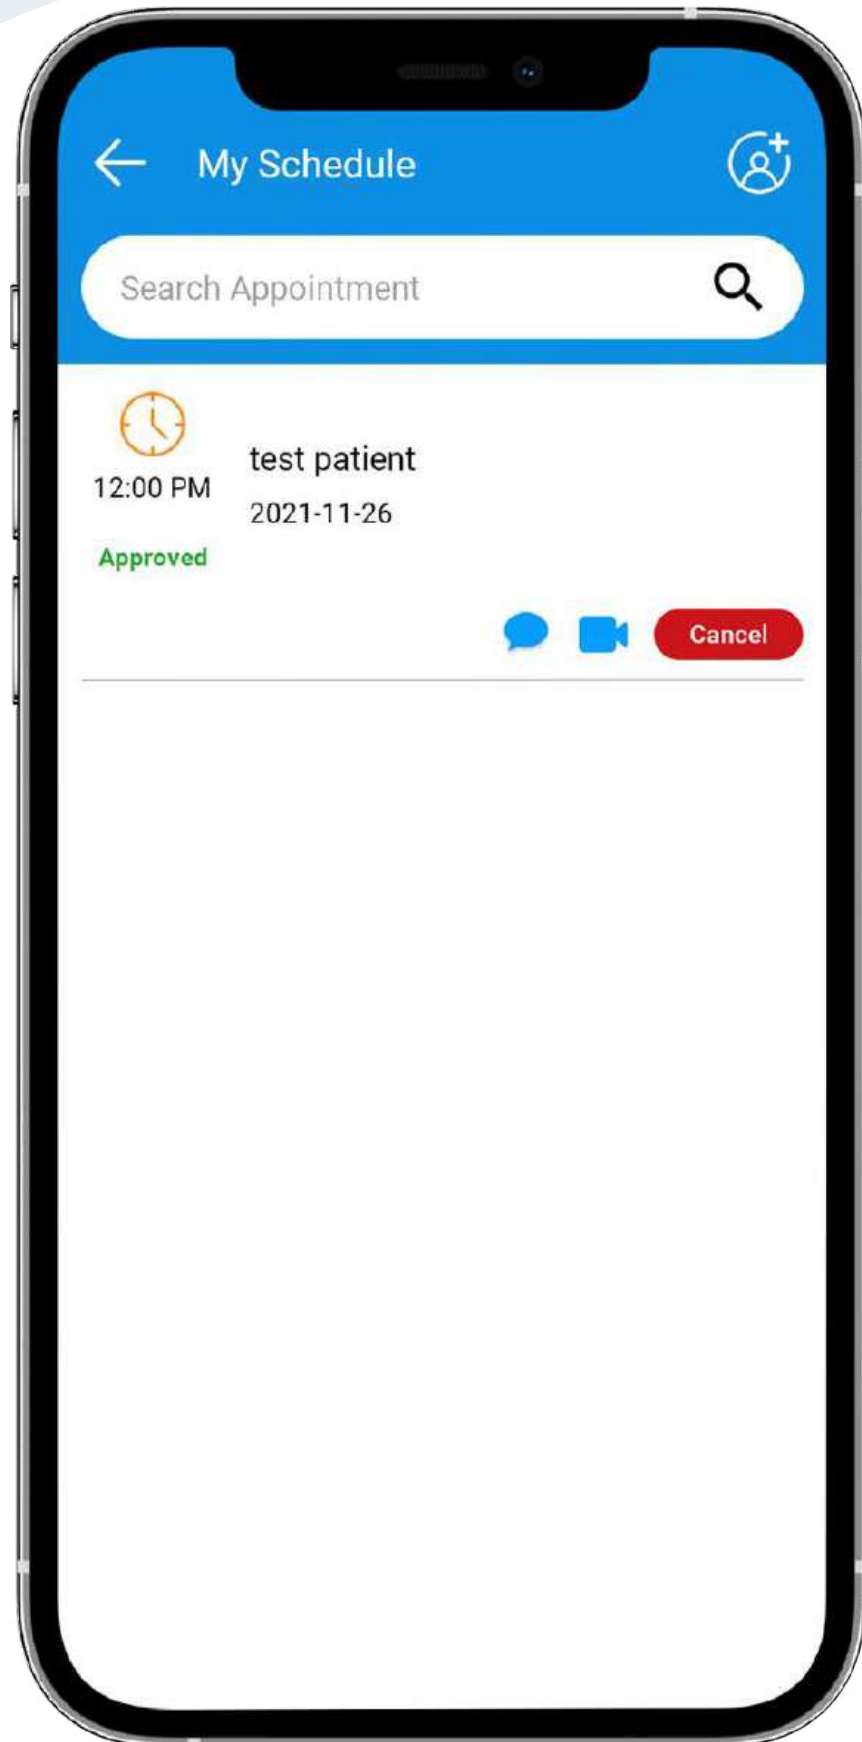 My Schedule
Search Appointment
12:00 PM
test patient
2021-11-26
Approved
Cancel